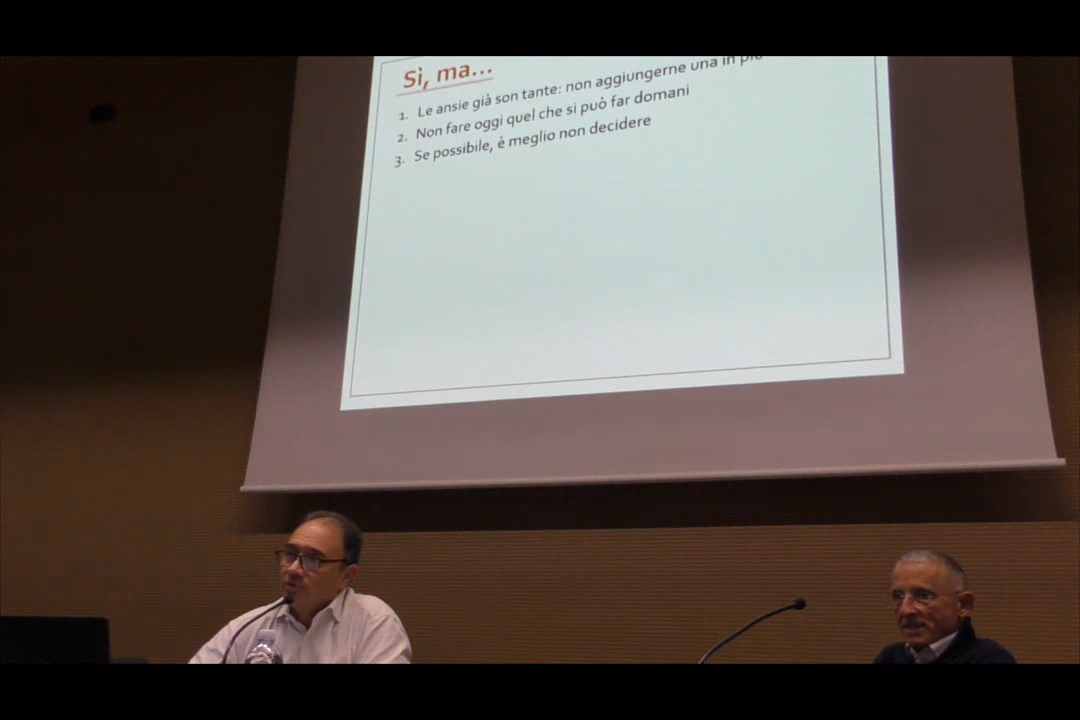 Si, ma...
1. Le ansie già son tante: non aggiungerne una in più
2. Non fare oggi quel che si può far domani
3. Se possibile, è meglio non decidere